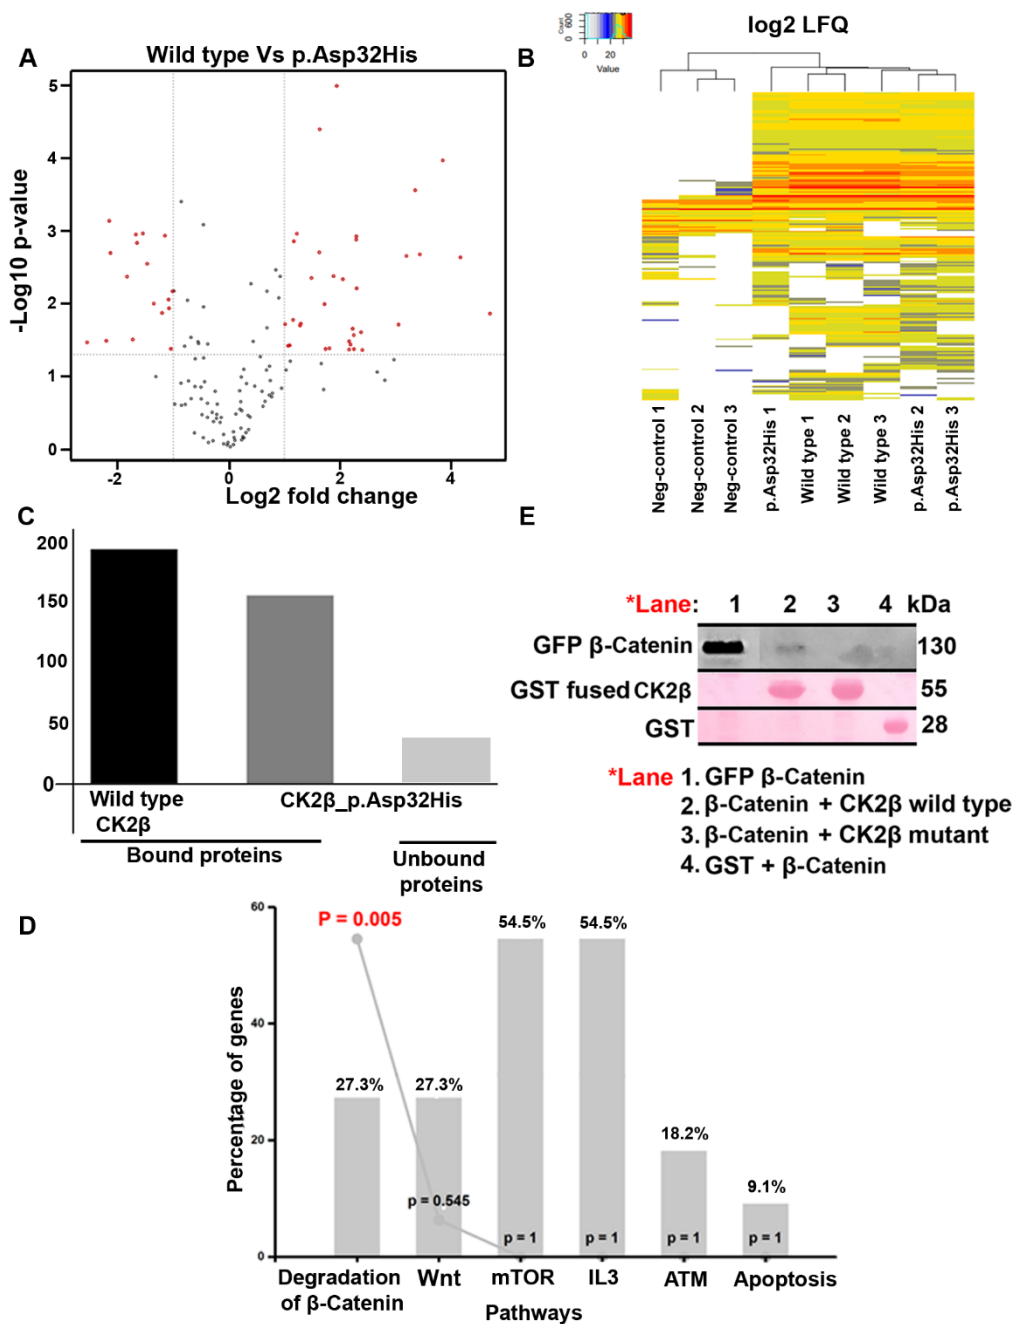 A
Wild type Vs p.Asp32His
5
4
3
2
1
0
-Log10 p-value
-2
0
2
4
Log2 fold change
B
log2 LFQ
Count
0
600
0
20
Value
Neg-control 1
Neg-control 2
Neg-control 3
p.Asp32His 1
Wild type 1
Wild type 2
Wild type 3
p.Asp32His 2
p.Asp32His 3
C
200
150
100
50
0
Wild type
CK2β
CK2β_p.Asp32His
Bound proteins
Unbound
proteins
E
*Lane: 1 2 3 4 kDa
GFP β-Catenin 130
GST fused CK2β 55
GST 28
*Lane 1. GFP β-Catenin
2. β-Catenin + CK2β wild type
3. β-Catenin + CK2β mutant
4. GST + β-Catenin
D
60
40
20
0
Percentage of genes
P = 0.005
27.3%
27.3%
54.5%
54.5%
18.2%
9.1%
p = 0.545
p = 1
p = 1
p = 1
p = 1
Degradation
of β-Catenin
Wnt
mTOR
IL3
ATM
Apoptosis
Pathways